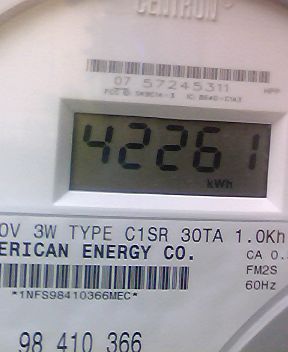 CENTRON®
07 57245311
42261
kWh
0V 3W TYPE C1SR 30TA 1.0Kh
ERICAN ENERGY CO.
CA 0.
FM2S
*1NFS98410366MEC*
60Hz
98 410 366